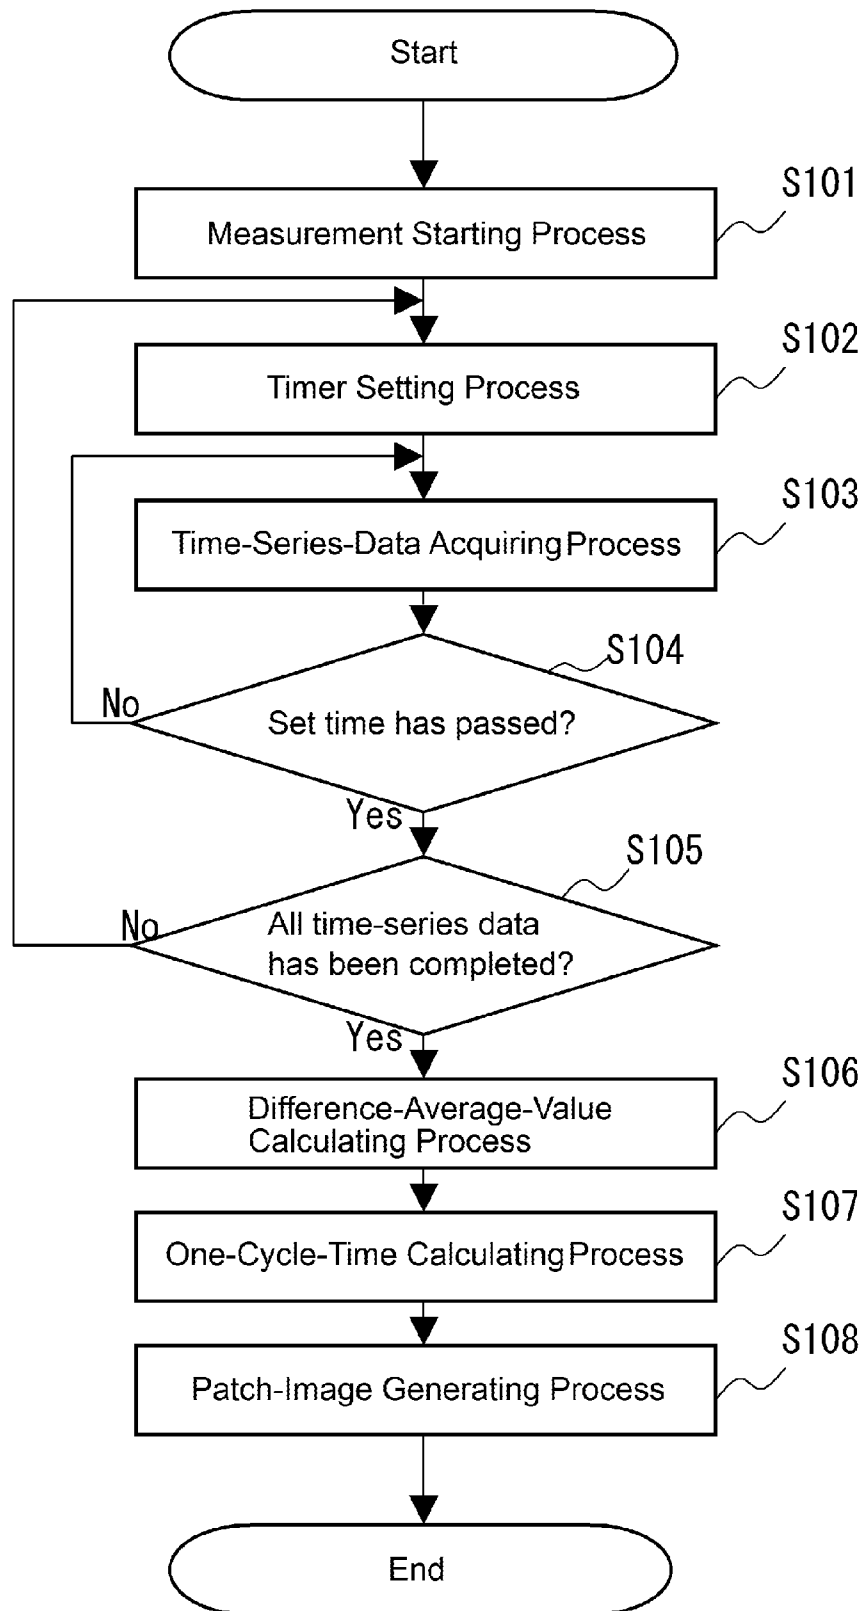 Start
S101
Measurement Starting Process
S102
Timer Setting Process
S103
Time-Series-Data Acquiring Process
S104
No
Set time has passed?
Yes
S105
No
All time-series data
has been completed?
Yes
S106
Difference-Average-Value
Calculating Process
S107
One-Cycle-Time Calculating Process
S108
Patch-Image Generating Process
End